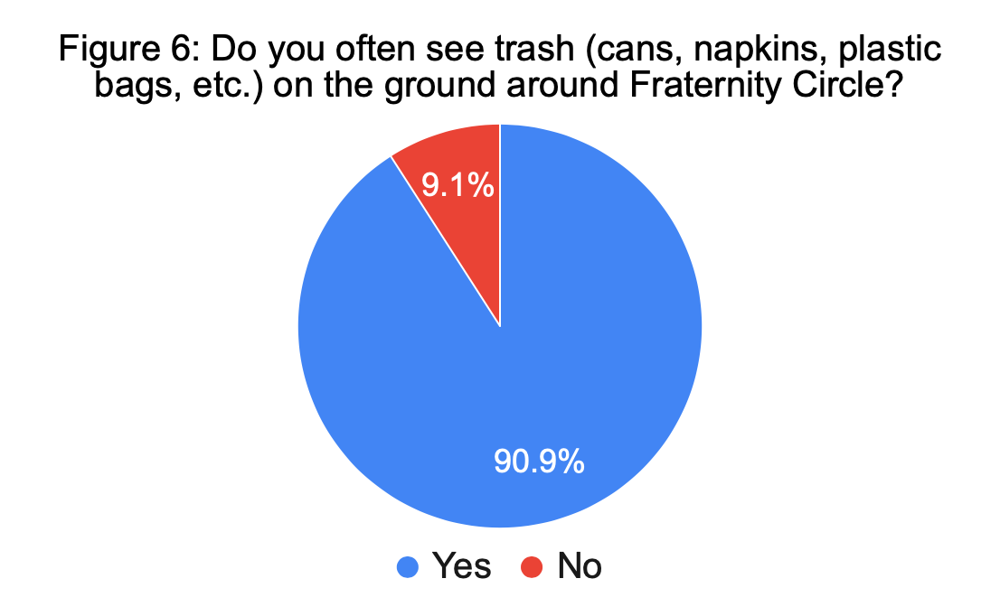 Figure 6: Do you often see trash (cans, napkins, plastic
bags, etc.) on the ground around Fraternity Circle?
9.1%
90.9%
Yes No